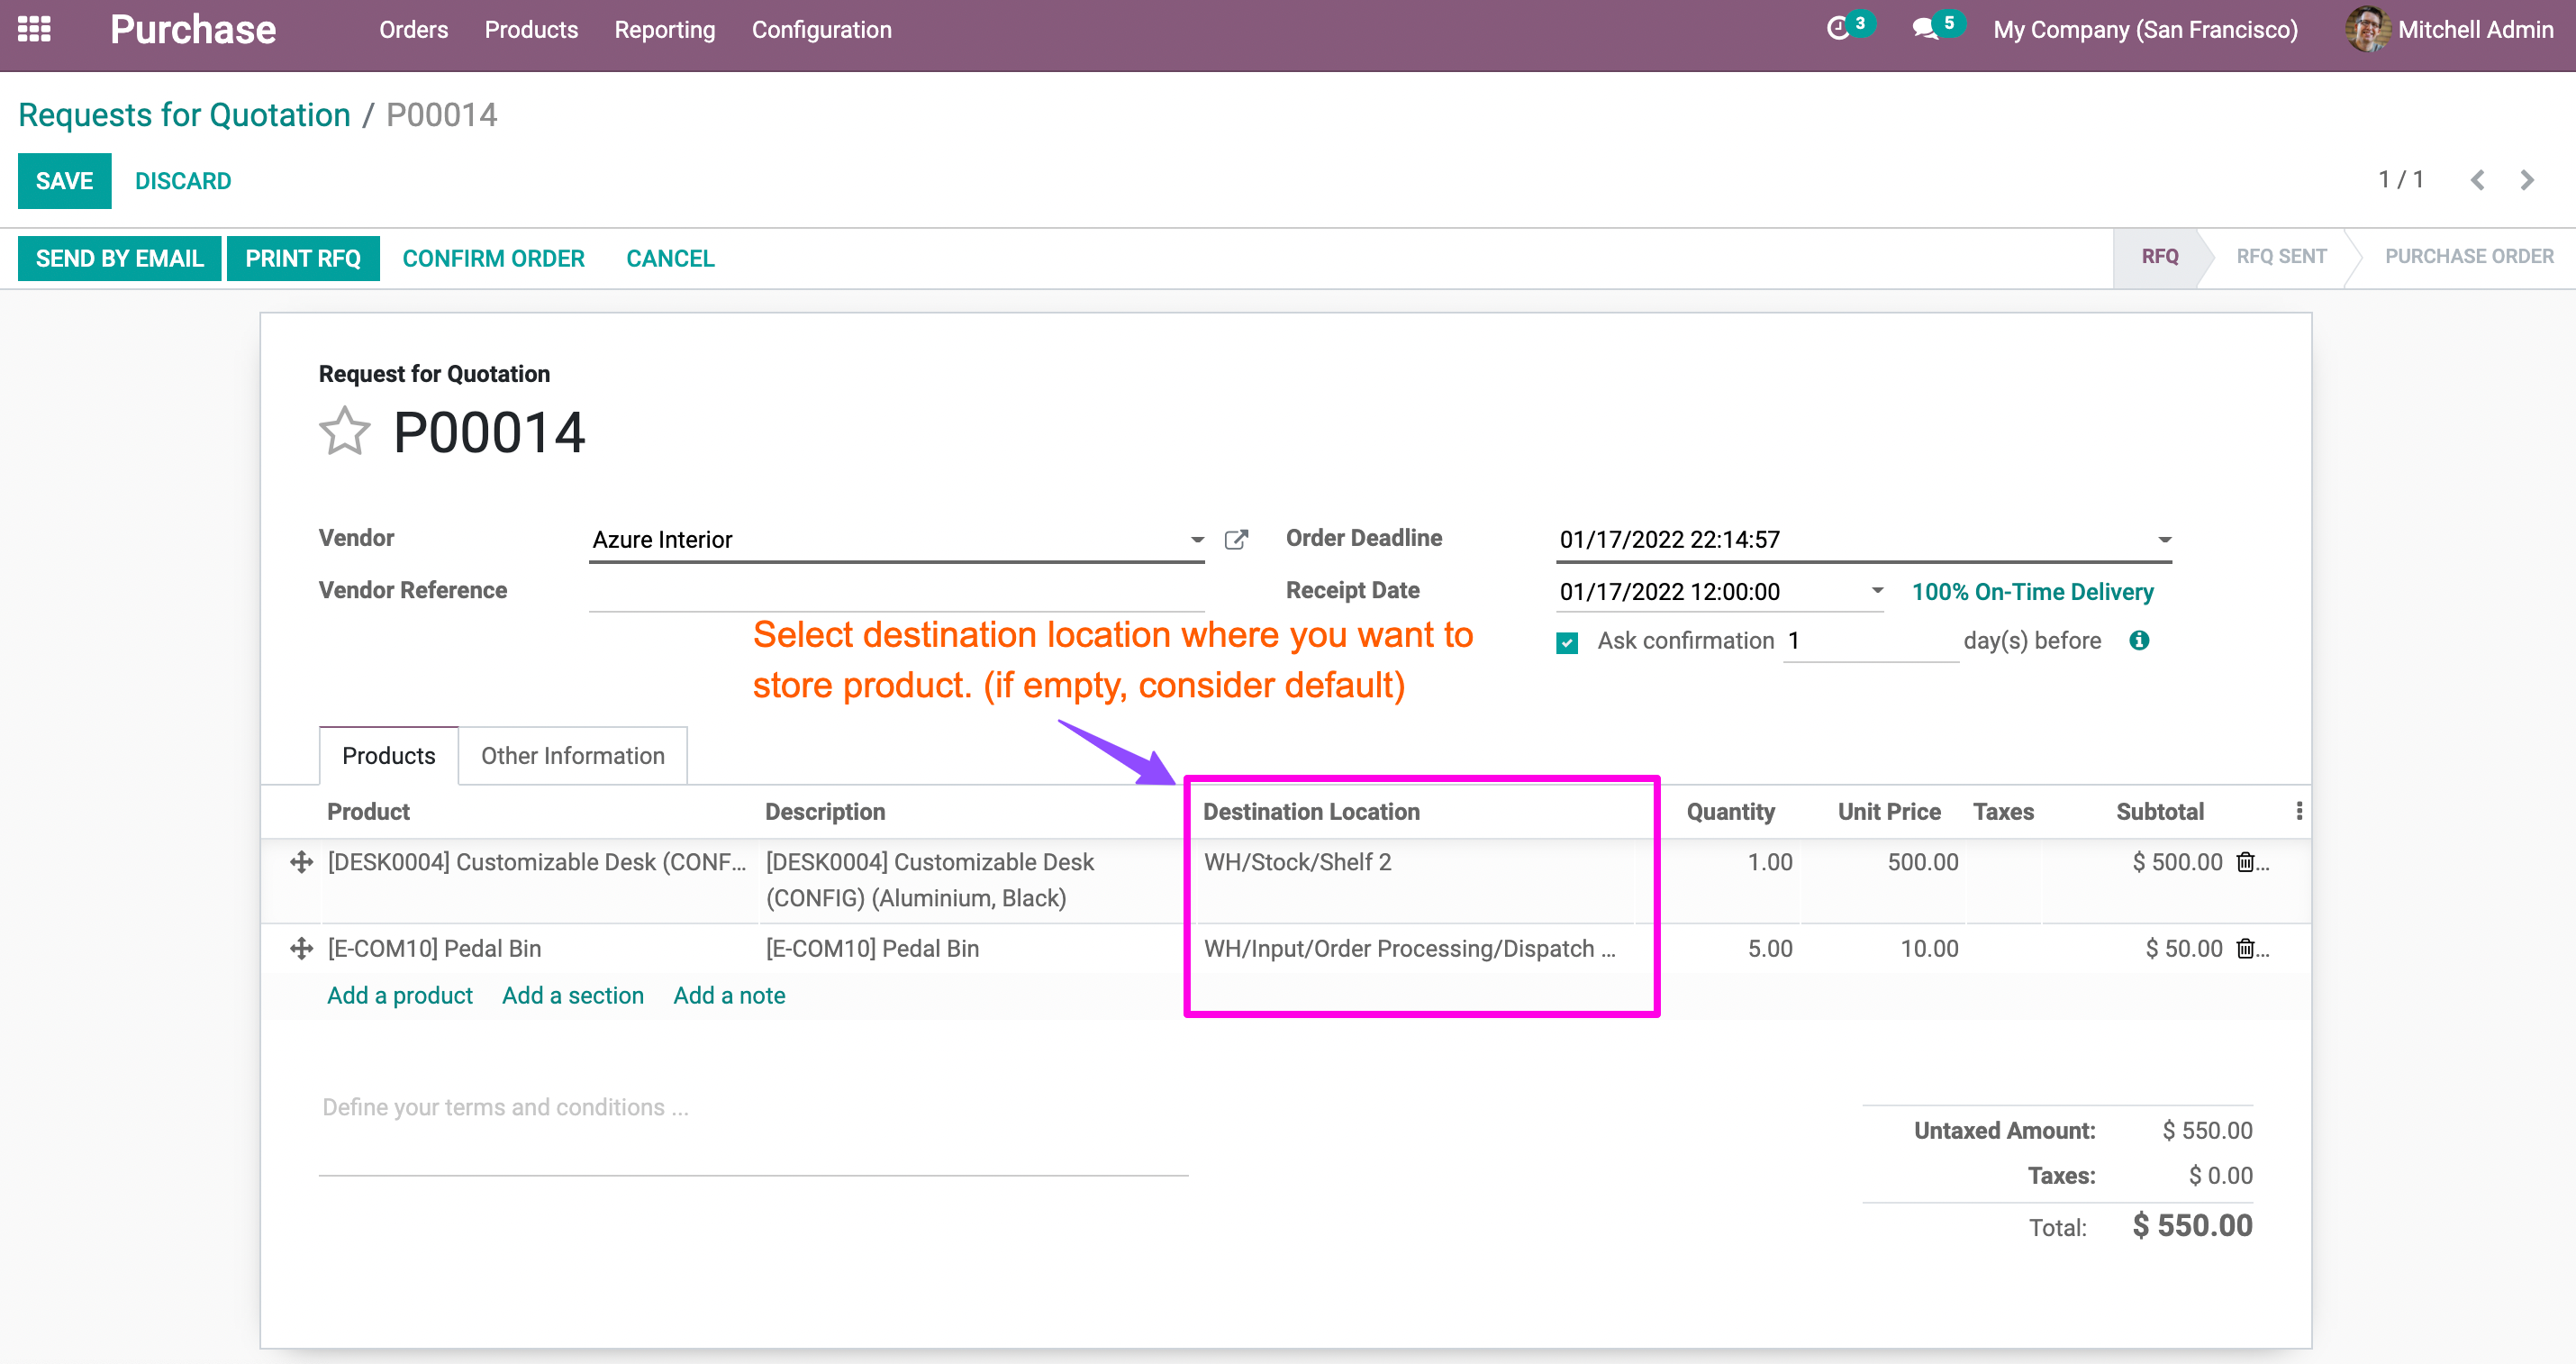 Purchase Orders Products Reporting Configuration 3 5 My Company (San Francisco) Mitchell Admin
Requests for Quotation / P00014
SAVE DISCARD 1 / 1
SEND BY EMAIL PRINT RFQ CONFIRM ORDER CANCEL RFQ RFQ SENT PURCHASE ORDER
Request for Quotation
P00014
Vendor Azure Interior Order Deadline 01/17/2022 22:14:57
Vendor Reference Receipt Date 01/17/2022 12:00:00 100% On-Time Delivery
Ask confirmation 1 day(s) before
Select destination location where you want to
store product. (if empty, consider default)
Products Other Information
Product Description Destination Location Quantity Unit Price Taxes Subtotal
[DESK0004] Customizable Desk (CONF... [DESK0004] Customizable Desk WH/Stock/Shelf 2 1.00 500.00 $ 500.00 ...
(CONFIG) (Aluminium, Black)
[E-COM10] Pedal Bin [E-COM10] Pedal Bin WH/Input/Order Processing/Dispatch ... 5.00 10.00 $ 50.00 ...
Add a product Add a section Add a note
Define your terms and conditions ...
Untaxed Amount: $ 550.00
Taxes: $ 0.00
Total: $ 550.00